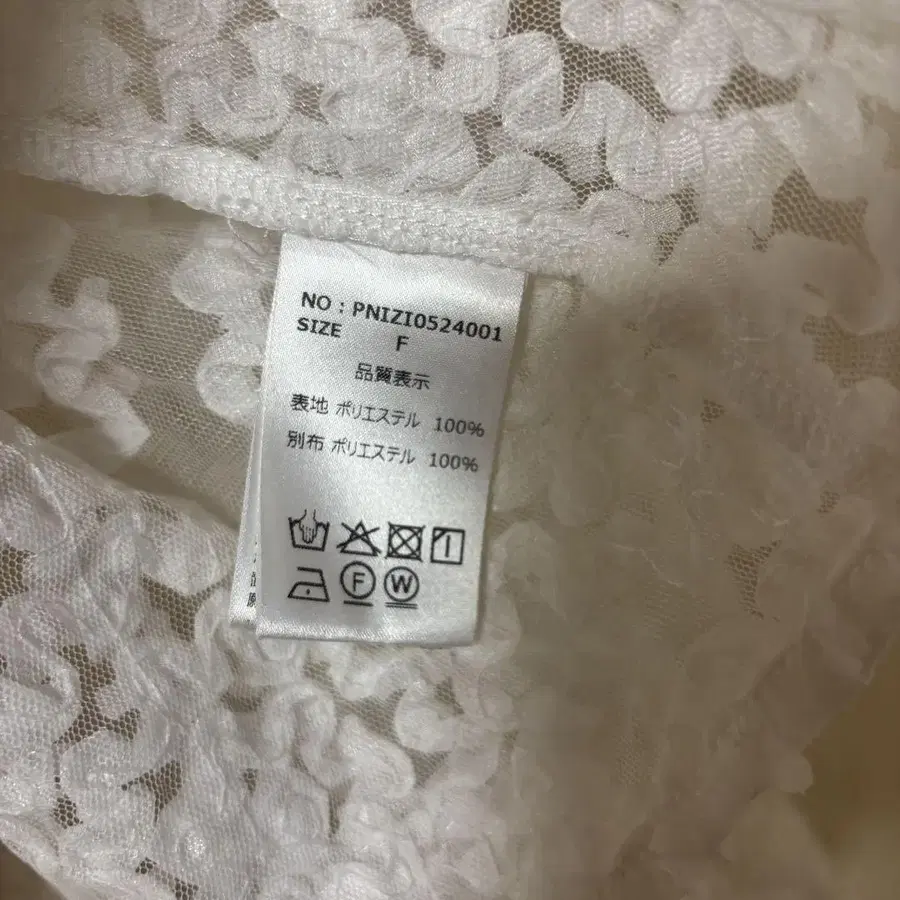 NO : PNIZI0524001
SIZE F
品質表示
表地 ポリエステル 100%
別布 ポリエステル 100%
F W